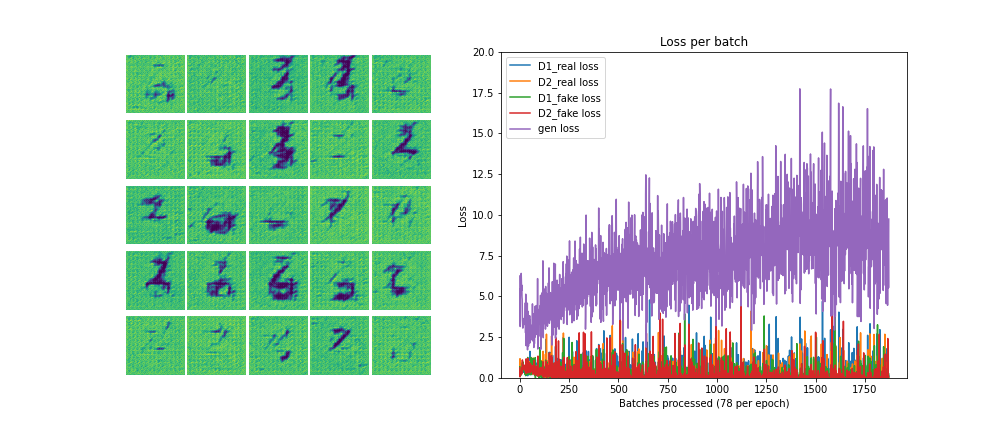 Loss per batch
20.0
17.5
15.0
12.5
10.0
7.5
5.0
2.5
0.0
Loss
D1_real loss
D2_real loss
D1_fake loss
D2_fake loss
gen loss
0 250 500 750 1000 1250 1500 1750
Batches processed (78 per epoch)